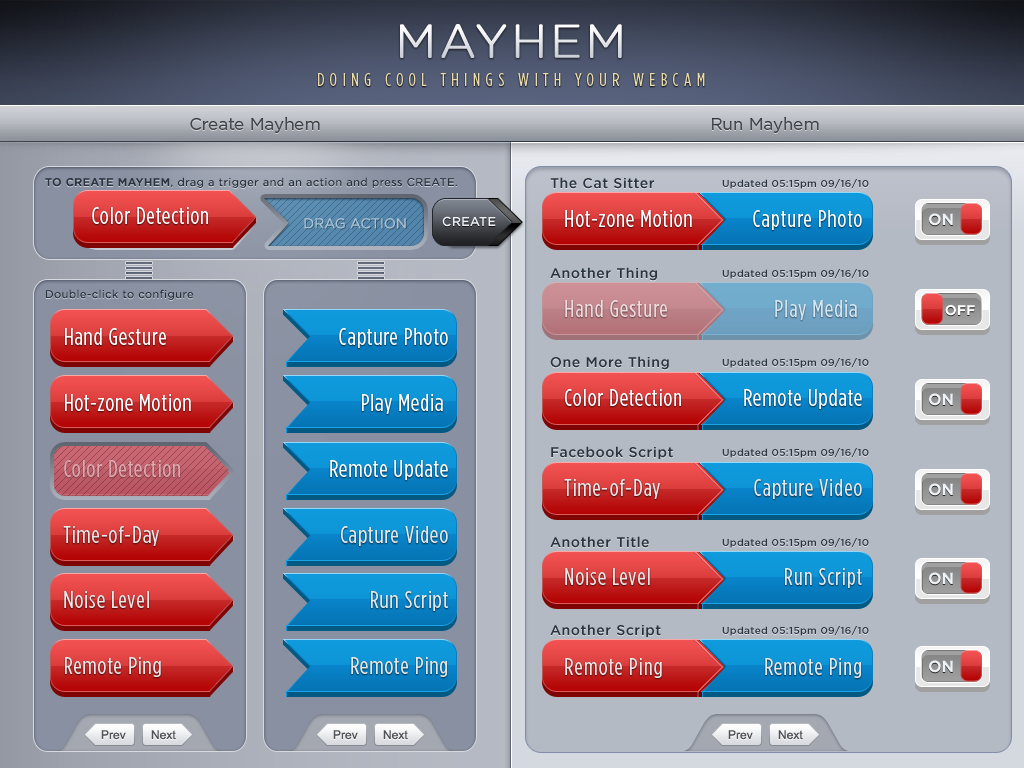 MAYHEM
DOING COOL THINGS WITH YOUR WEBCAM
Create Mayhem
Run Mayhem
TO CREATE MAYHEM, drag a trigger and an action and press CREATE.
Color Detection
DRAG ACTION
CREATE
Double-click to configure
Hand Gesture
Hot-zone Motion
Color Detection
Time-of-Day
Noise Level
Remote Ping
Prev Next
Capture Photo
Play Media
Remote Update
Capture Video
Run Script
Remote Ping
Prev Next
The Cat Sitter Updated 05:15pm 09/16/10
Hot-zone Motion Capture Photo ON
Another Thing Updated 05:15pm 09/16/10
Hand Gesture Play Media OFF
One More Thing Updated 05:15pm 09/16/10
Color Detection Remote Update ON
Facebook Script Updated 05:15pm 09/16/10
Time-of-Day Capture Video ON
Another Title Updated 05:15pm 09/16/10
Noise Level Run Script ON
Another Script Updated 05:15pm 09/16/10
Remote Ping Remote Ping ON
Prev Next